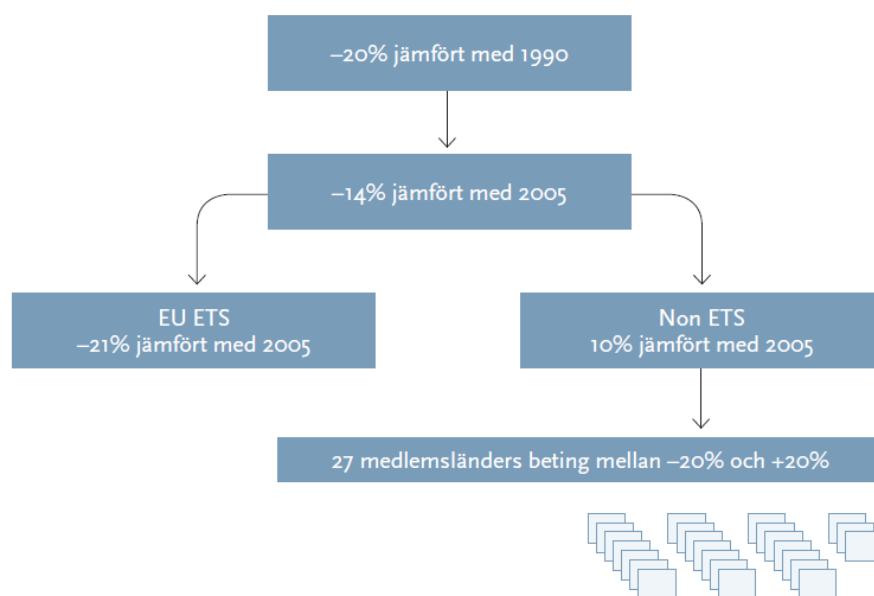 –20% jämfört med 1990
–14% jämfört med 2005
EU ETS
–21% jämfört med 2005
Non ETS
10% jämfört med 2005
27 medlemsländers beting mellan –20% och +20%